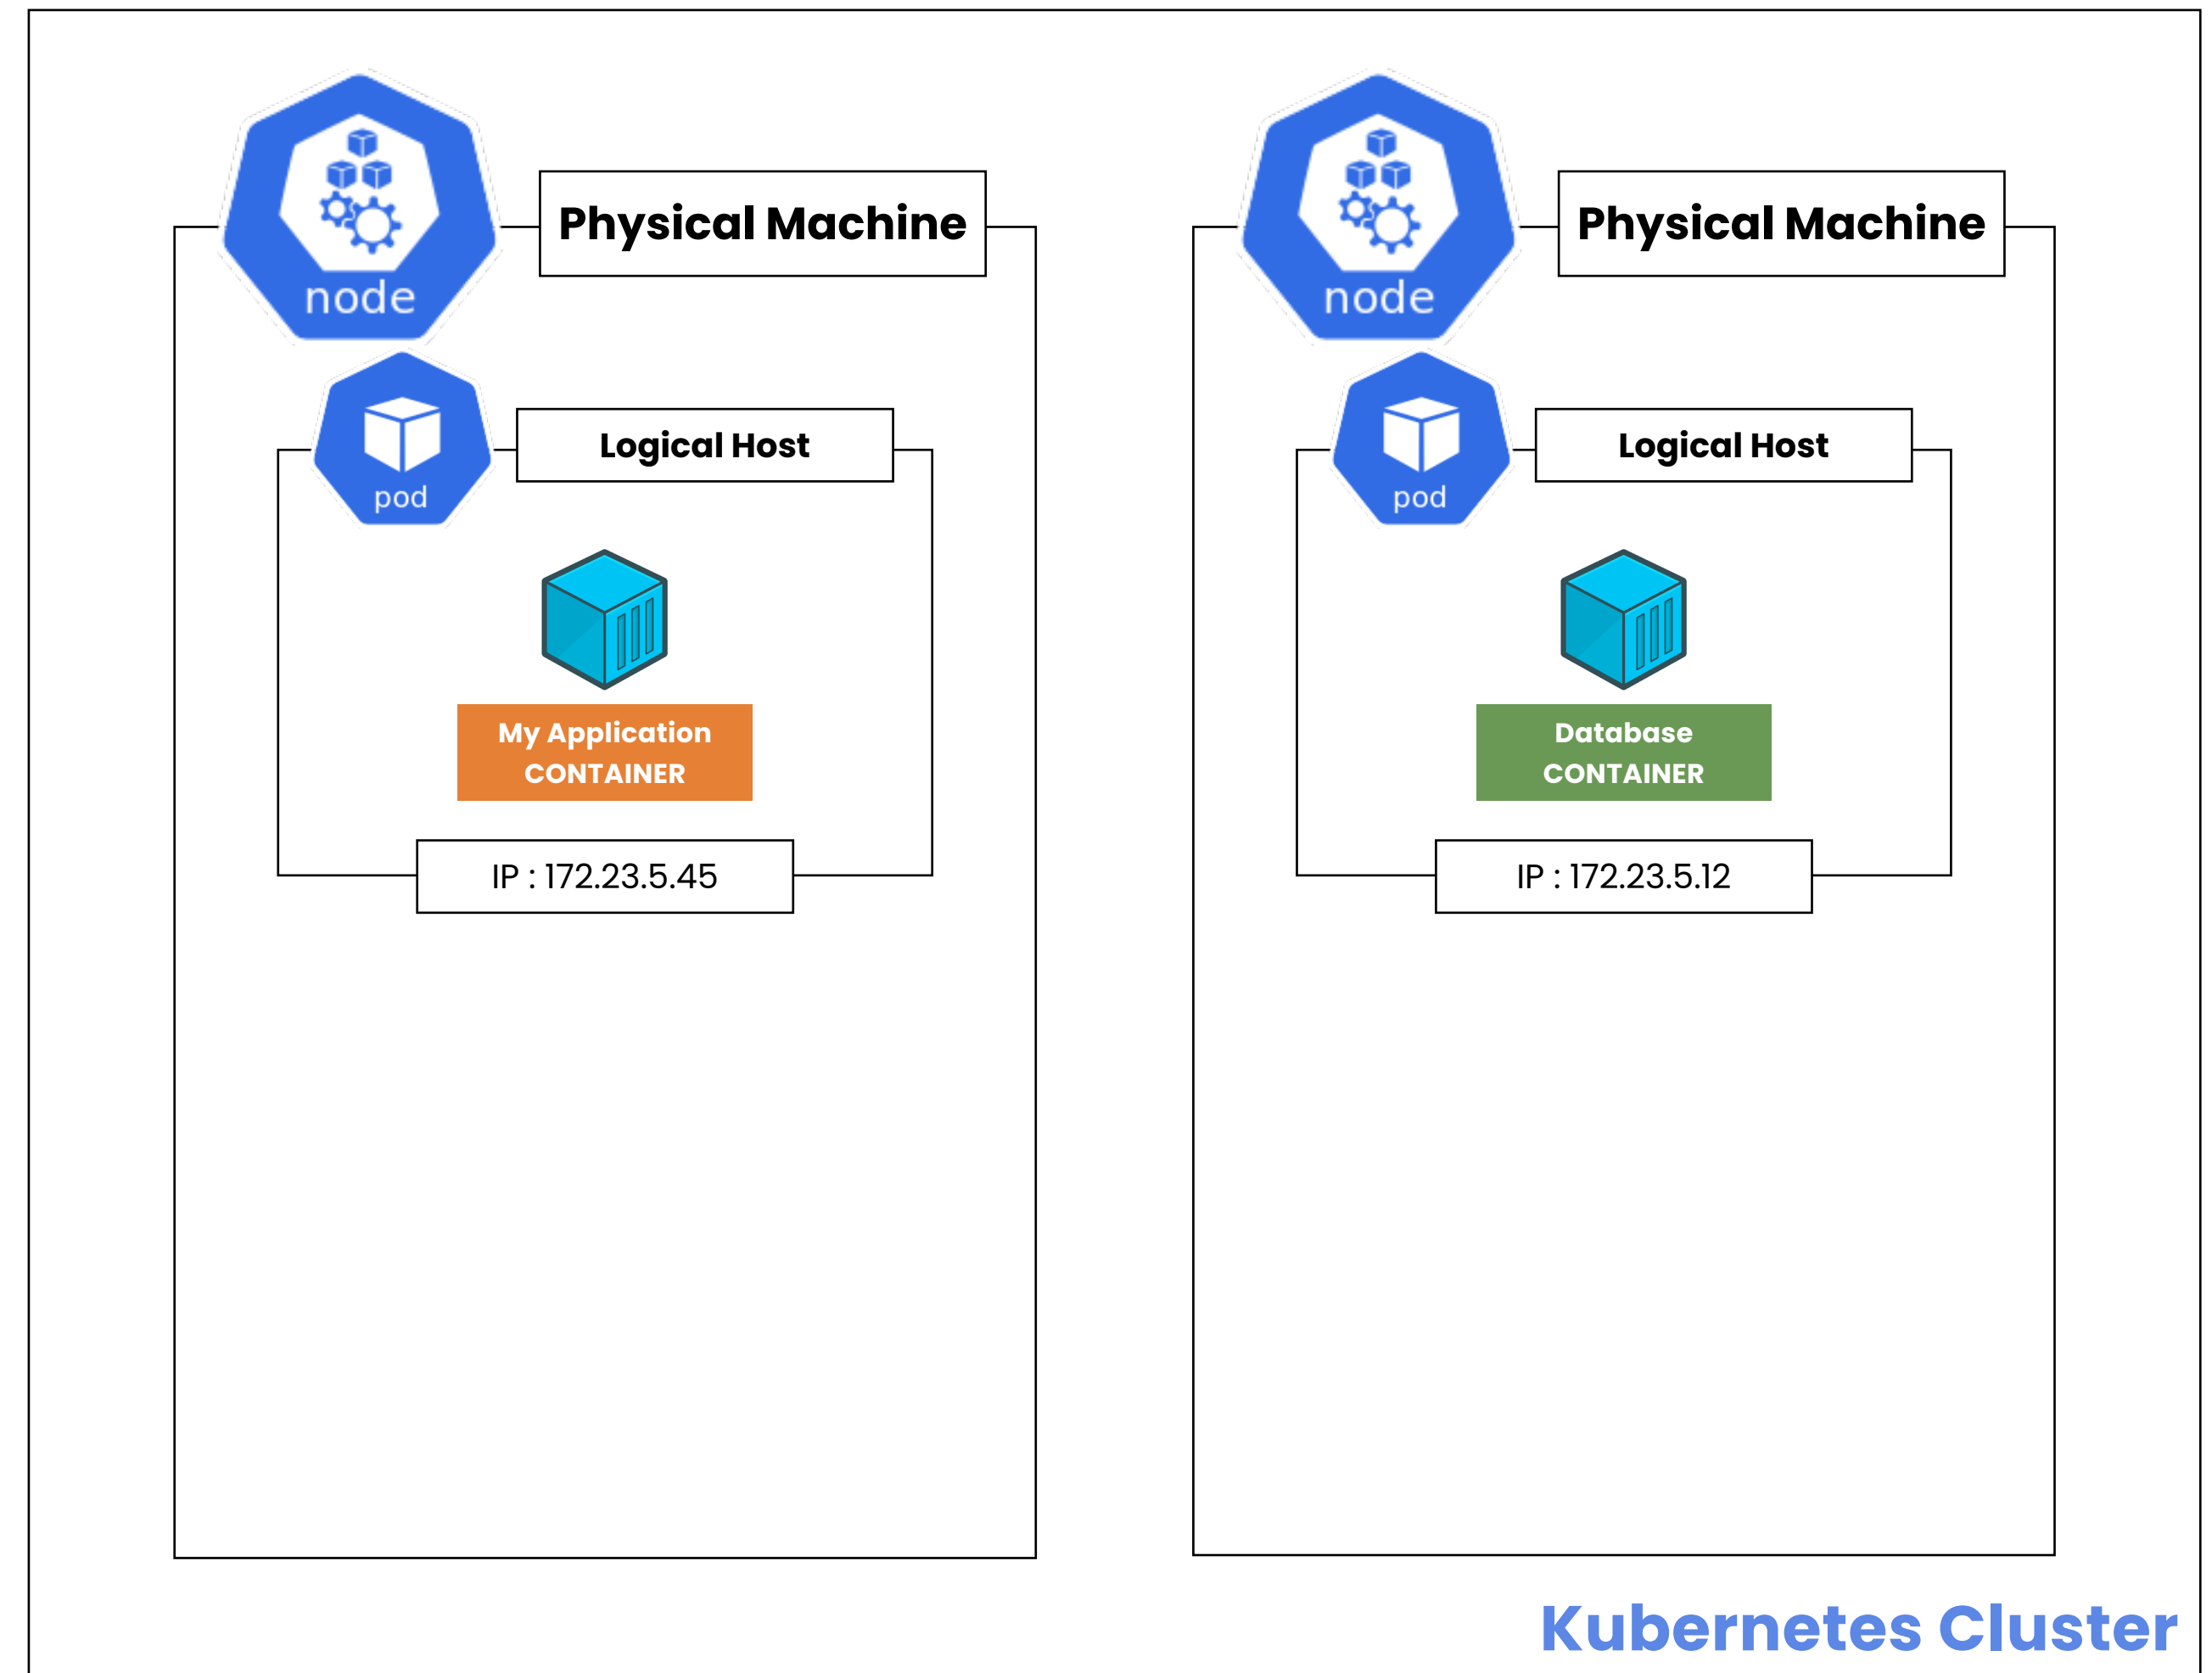 node
Physical Machine
pod
Logical Host
My Application
CONTAINER
IP : 172.23.5.45
node
Physical Machine
pod
Logical Host
Database
CONTAINER
IP : 172.23.5.12
Kubernetes Cluster